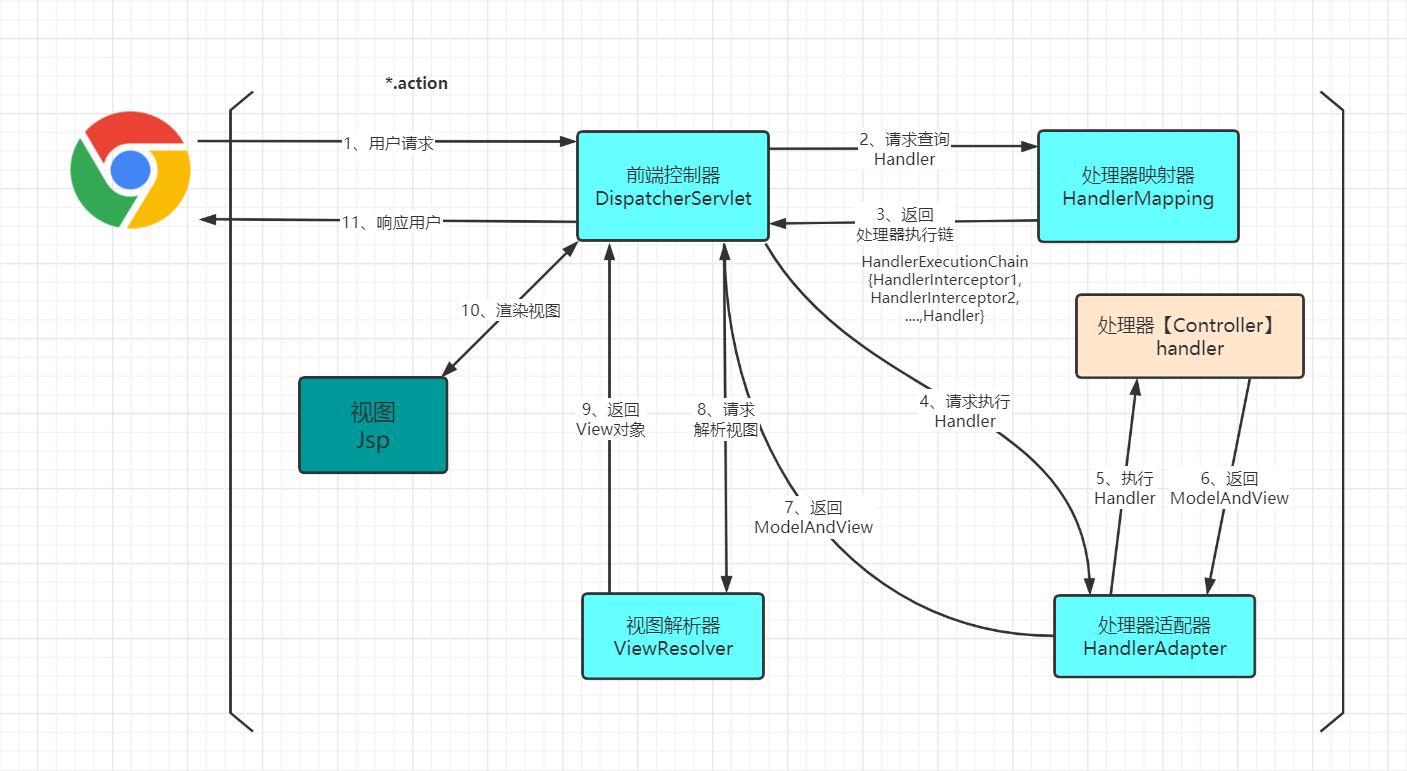 *.action
1、用户请求
前端控制器
DispatcherServlet
2、请求查询
Handler
处理器映射器
HandlerMapping
3、返回
处理器执行链
HandlerExecutionChain
{HandlerInterceptor1,
HandlerInterceptor2,
....,Handler}
11、响应用户
10、渲染视图
视图
Jsp
9、返回
View对象
8、请求
解析视图
7、返回
ModelAndView
4、请求执行
Handler
处理器【Controller】
handler
5、执行
Handler
6、返回
ModelAndView
视图解析器
ViewResolver
处理器适配器
HandlerAdapter